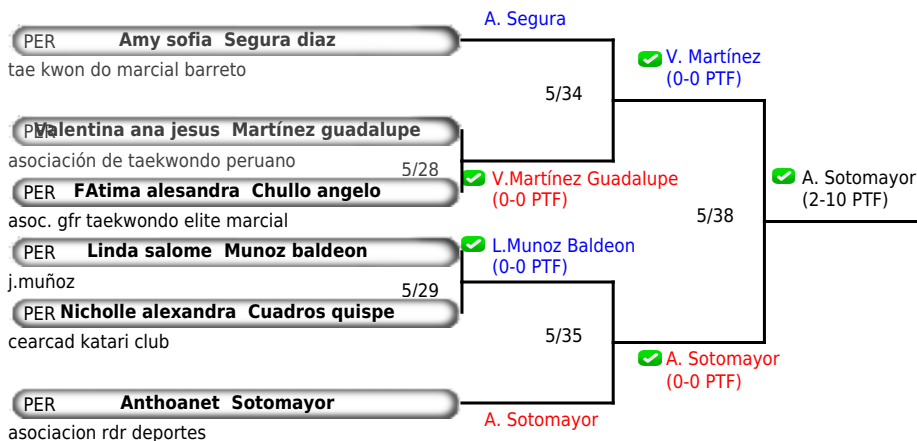 A. Segura
PER Amy sofia Segura diaz
tae kwon do marcial barreto
V. Martínez
(0-0 PTF)
5/34
PER Valentina ana jesus Martínez guadalupe
asociación de taekwondo peruano
5/28
V.Martínez Guadalupe
(0-0 PTF)
PER FAtima alesandra Chullo angelo
asoc. gfr taekwondo elite marcial
A. Sotomayor
(2-10 PTF)
5/38
PER Linda salome Munoz baldeon
j.muñoz
L.Munoz Baldeon
(0-0 PTF)
5/29
PER Nicholle alexandra Cuadros quispe
cearcad katari club
5/35
A. Sotomayor
(0-0 PTF)
PER Anthoanet Sotomayor
asociacion rdr deportes
A. Sotomayor